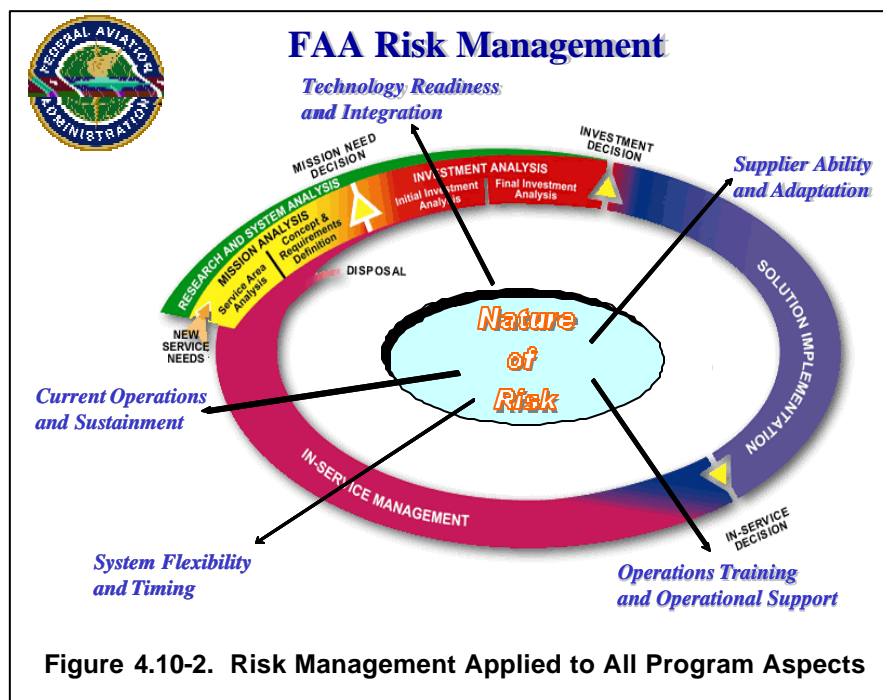 FAA Risk Management
FEDERAL AVIATION
ADMINISTRATION
Technology Readiness
and Integration
MISSION NEED
DECISION
INVESTMENT
DECISION
Supplier Ability
and Adaptation
RESEARCH AND SYSTEM ANALYSIS
MISSION ANALYSIS
Service Area
Analysis
Concept &
Requirements
Definition
INVESTMENT ANALYSIS
Initial Investment
Analysis
Final Investment
Analysis
DISPOSAL
SOLUTION IMPLEMENTATION
NEW
SERVICE
NEEDS
Nature
of
Risk
Current Operations
and Sustainment
IN-SERVICE MANAGEMENT
IN-SERVICE
DECISION
System Flexibility
and Timing
Operations Training
and Operational Support
Figure 4.10-2. Risk Management Applied to All Program Aspects